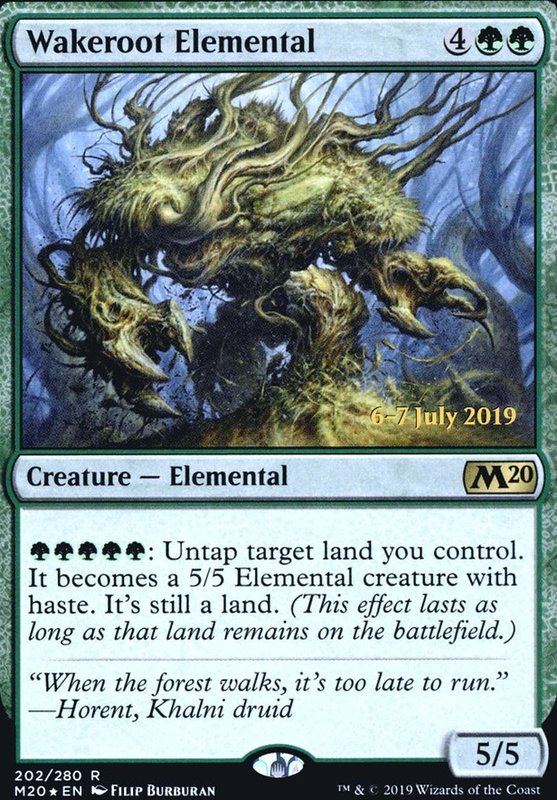 Wakeroot Elemental 4
6–7 July 2019
Creature — Elemental M20
: Untap target land you control.
It becomes a 5/5 Elemental creature with
haste. It's still a land. (This effect lasts as
long as that land remains on the battlefield.)
“When the forest walks, it's too late to run.”
—Horent, Khalni druid
5/5
202/280 R
M20★EN Filip Burburan
™ & © 2019 Wizards of the Coast